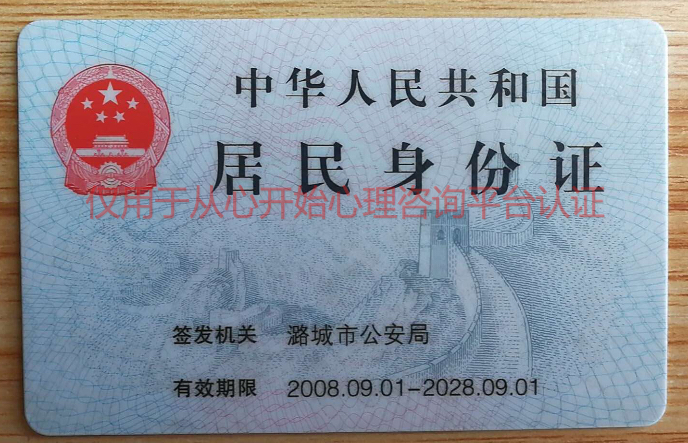 中华人民共和国
居民身份证
仅用于从心开始心理咨询平台认证
签发机关 潞城市公安局
有效期限 2008.09.01-2028.09.01